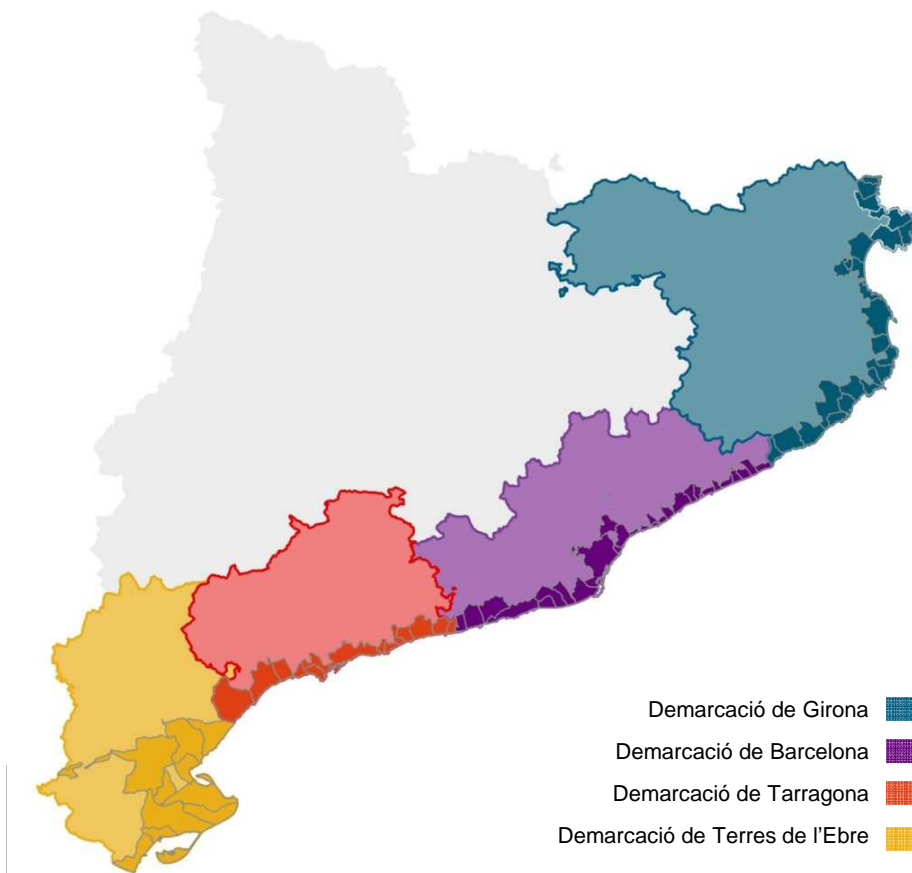 Demarcació de Girona
Demarcació de Barcelona
Demarcació de Tarragona
Demarcació de Terres de l'Ebre